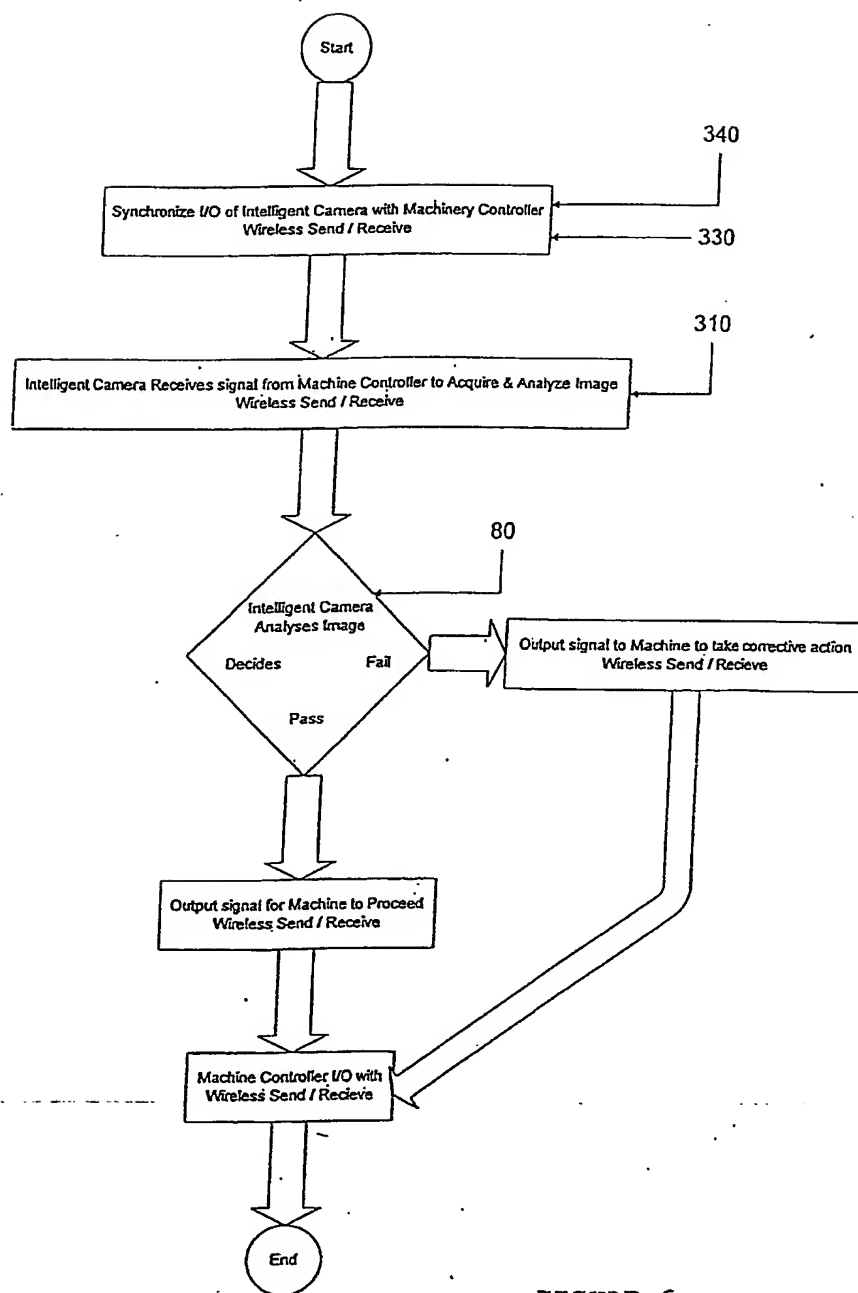 Start
340
Synchronize I/O of Intelligent Camera with Machinery Controller
Wireless Send / Receive
330
310
Intelligent Camera Receives signal from Machine Controller to Acquire & Analyze Image
Wireless Send / Receive
80
Intelligent Camera
Analyses Image
Decides Fail
Pass
Output signal to Machine to take corrective action
Wireless Send / Recieve
Output signal for Machine to Proceed
Wireless Send / Receive
Machine Controller I/O with
Wireless Send / Recieve
End
FIGURE 6